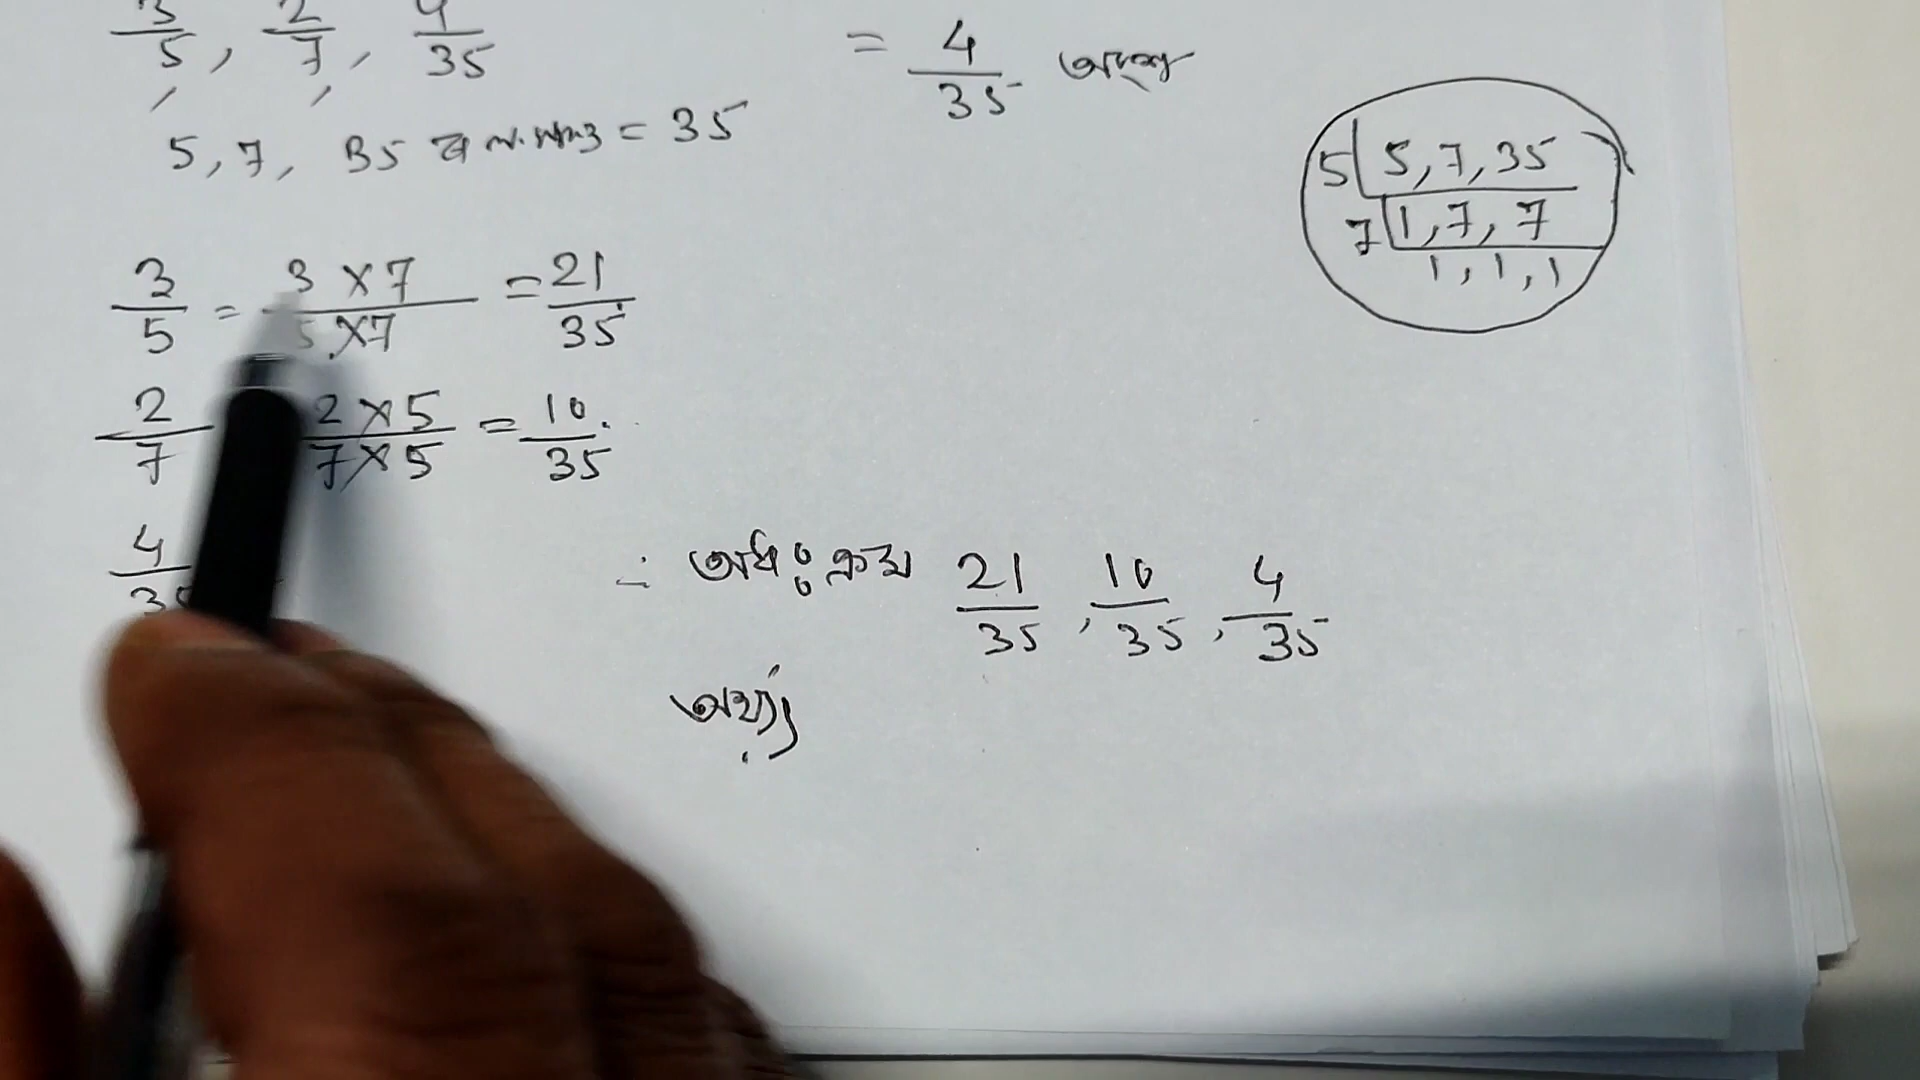 3/5, 2/7, 4/35
5, 7, 35 এর ল.সা.গু = 35
3/5 = 3 × 7 / 5 × 7 = 21/35
2/7 2 × 5 / 7 × 5 = 10/35
4/35
= 4/35 অংশ
5 | 5, 7, 35
7 | 1, 7, 7
1, 1, 1
∴ অধঃক্রম 21/35, 10/35, 4/35
অর্থাৎ